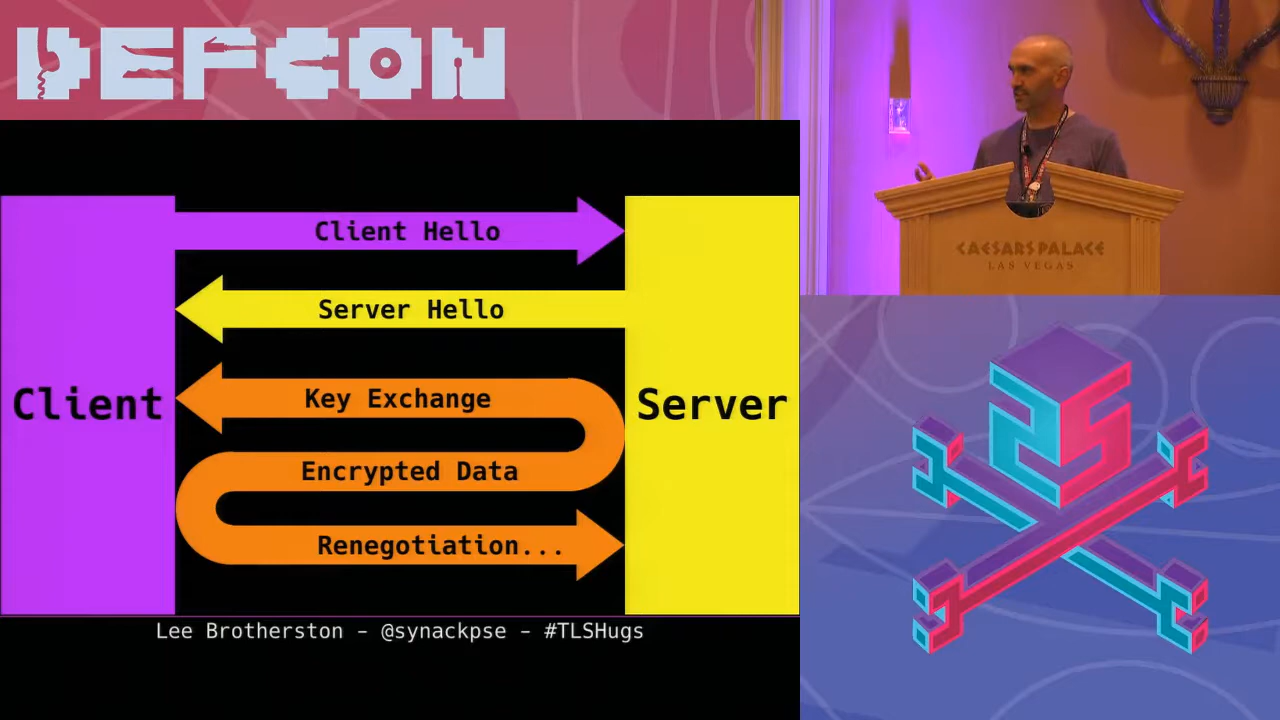 DEFCON
Client Hello
Server Hello
Client
Key Exchange
Server
Encrypted Data
Renegotiation...
Lee Brotherston – @synackpse – #TLSHugs
CAESARS PALACE
LAS VEGAS
25